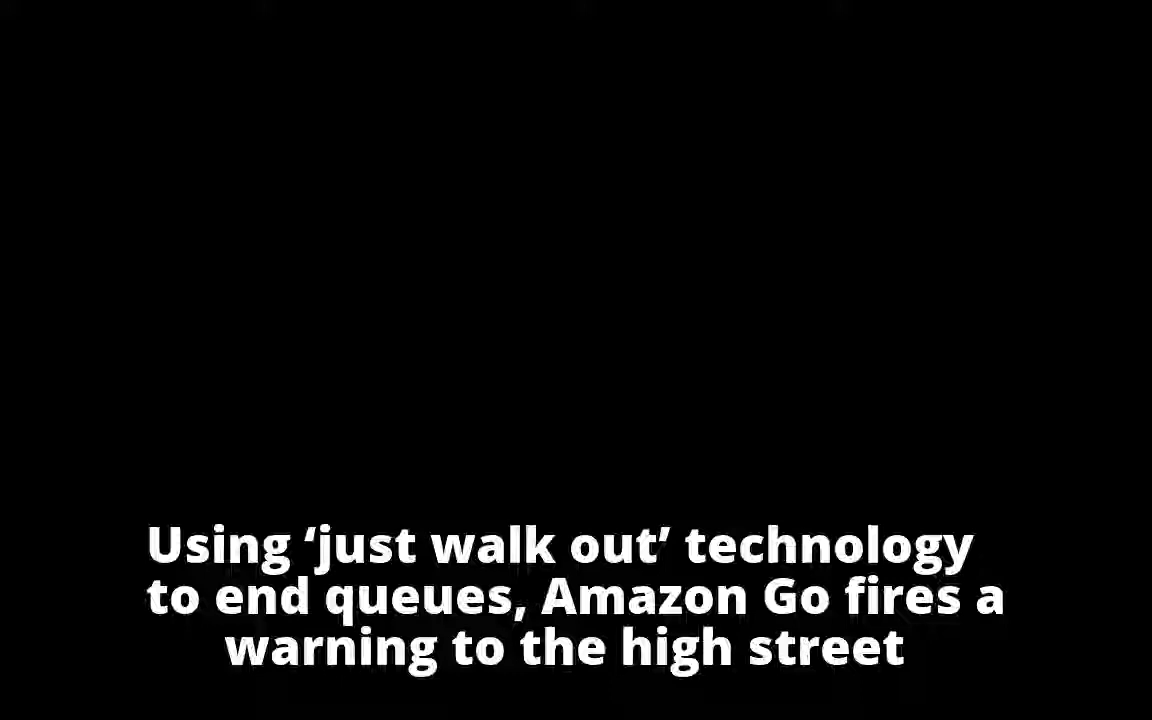 Using ‘just walk out’ technology
to end queues, Amazon Go fires a
warning to the high street